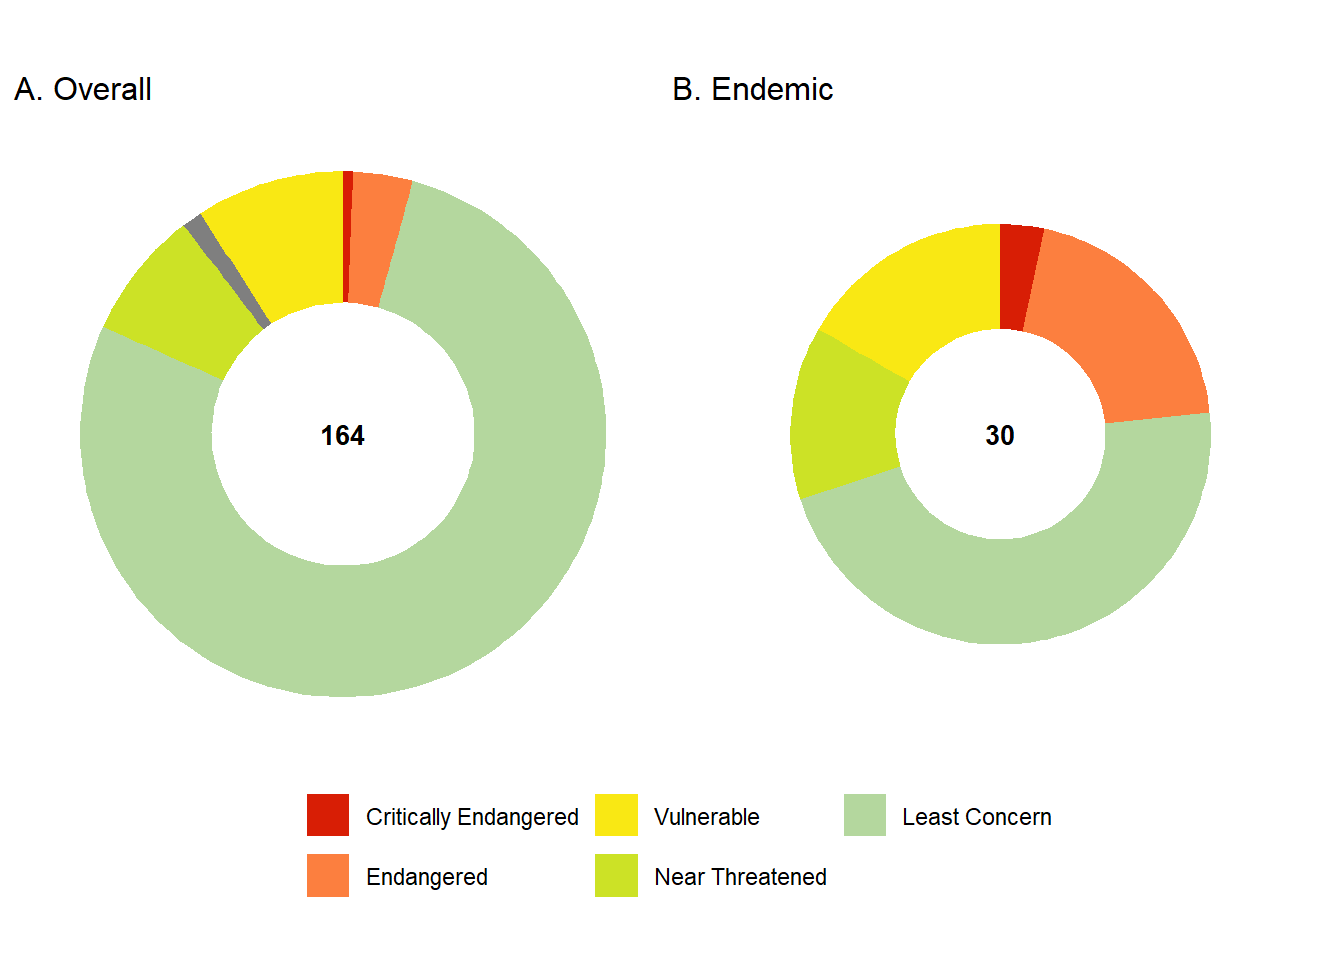 A. Overall
B. Endemic
164
30
Critically Endangered
Vulnerable
Least Concern
Endangered
Near Threatened